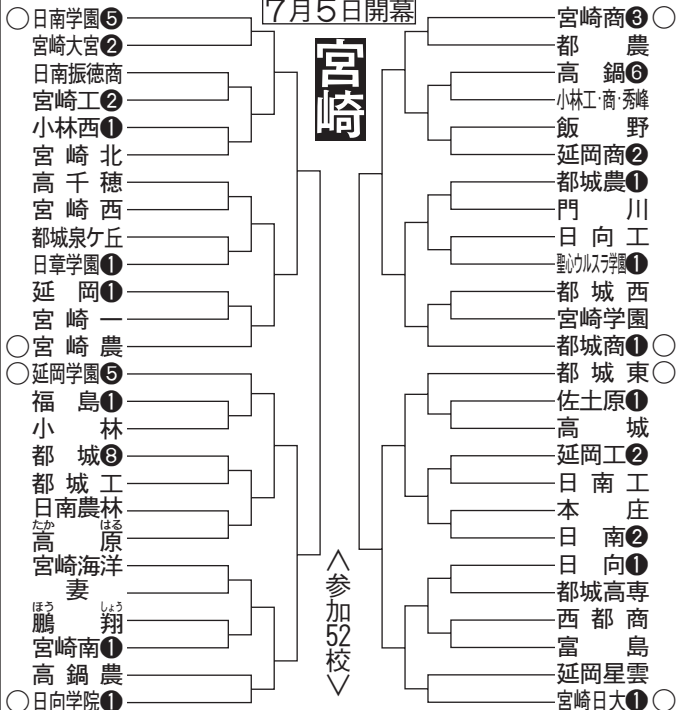 7月5日開幕
宮崎
○日南学園❺
宮崎大宮❷
日南振徳商
宮崎工❷
小林西❶
宮崎北
高千穂
宮崎西
都城泉ケ丘
日章学園❶
延岡❶
宮崎一
○宮崎農
○延岡学園❺
福島❶
小林
都城❽
都城工
日南農林
たか はる
高原
宮崎海洋
妻
ほう しょう
鵬翔
宮崎南❶
高鍋農
○日向学院❶
<参加52校>
宮崎商❸○
都農
高鍋❻
小林工・商・秀峰
飯野
延岡商❷
都城農❶
門川
日向工
聖心ウルスラ学園❶
都城西
宮崎学園
都城商❶○
都城東○
佐土原❶
高城
延岡工❷
日南工
本庄
日南❷
日向❶
都城高専
西都商
富島
延岡星雲
宮崎日大❶○